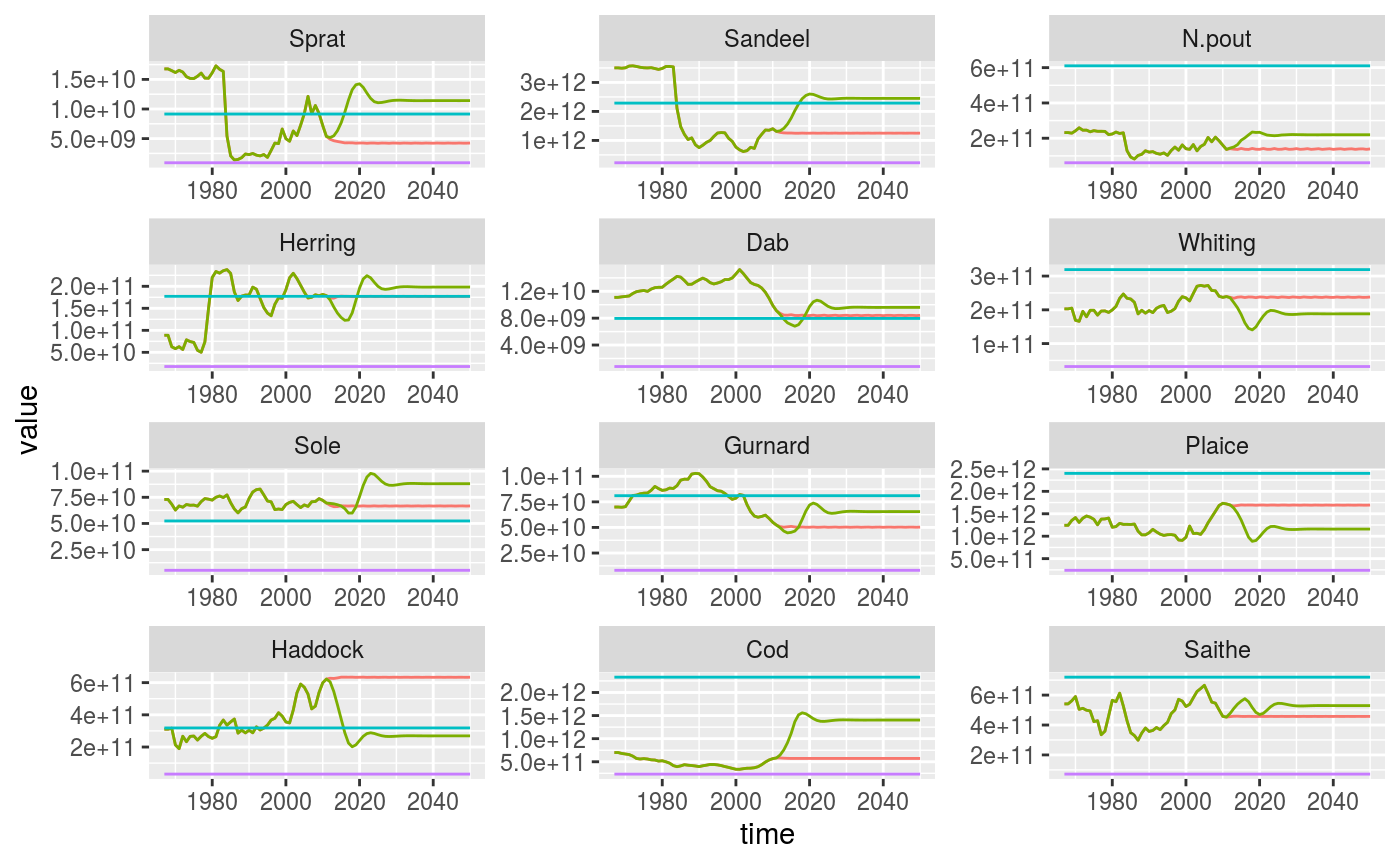 Sprat Sandeel N.pout
1.5e+10 1.0e+10 5.0e+09
3e+12 2e+12 1e+12
6e+11 4e+11 2e+11
1980 2000 2020 2040 1980 2000 2020 2040 1980 2000 2020 2040
Herring Dab Whiting
2.0e+11 1.5e+11 1.0e+11 5.0e+10
1.2e+10 8.0e+09 4.0e+09
3e+11 2e+11 1e+11
1980 2000 2020 2040 1980 2000 2020 2040 1980 2000 2020 2040
value
Sole Gurnard Plaice
1.0e+11 7.5e+10 5.0e+10 2.5e+10
1.0e+11 7.5e+10 5.0e+10 2.5e+10
2.5e+12 2.0e+12 1.5e+12 1.0e+12 5.0e+11
1980 2000 2020 2040 1980 2000 2020 2040 1980 2000 2020 2040
Haddock Cod Saithe
6e+11 4e+11 2e+11
2.0e+12 1.5e+12 1.0e+12 5.0e+11
6e+11 4e+11 2e+11
1980 2000 2020 2040 1980 2000 2020 2040 1980 2000 2020 2040
time